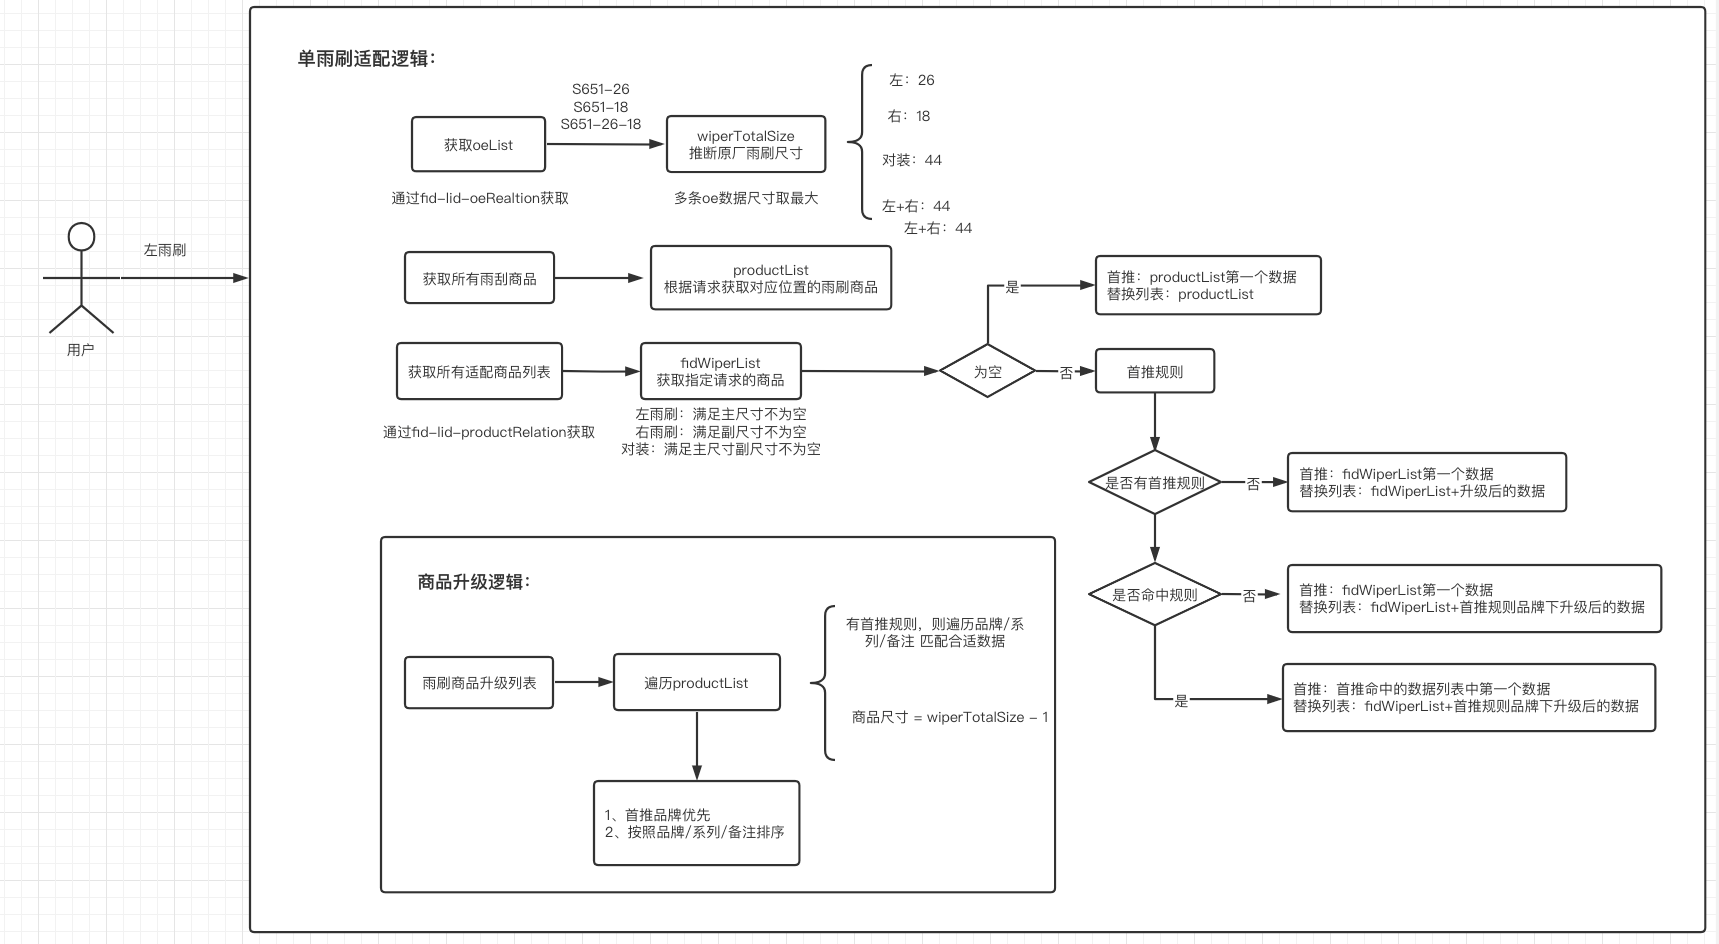 单雨刷适配逻辑：
S651-26
S651-18
S651-26-18
获取oeList
通过fid-lid-oeRealtion获取
wiperTotalSize
推断原厂雨刷尺寸
多条oe数据尺寸取最大
左：26
右：18
对装：44
左+右：44
左+右：44
左雨刷
用户
获取所有雨刮商品
productList
根据请求获取对应位置的雨刷商品
获取所有适配商品列表
通过fid-lid-productRelation获取
fidWiperList
获取指定请求的商品
左雨刷：满足主尺寸不为空
右雨刷：满足副尺寸不为空
对装：满足主尺寸副尺寸不为空
为空
是
首推：productList第一个数据
替换列表：productList
否
首推规则
是否有首推规则
否
首推：fidWiperList第一个数据
替换列表：fidWiperList+升级后的数据
是否命中规则
否
首推：fidWiperList第一个数据
替换列表：fidWiperList+首推规则品牌下升级后的数据
是
首推：首推命中的数据列表中第一个数据
替换列表：fidWiperList+首推规则品牌下升级后的数据
商品升级逻辑：
雨刷商品升级列表
遍历productList
有首推规则，则遍历品牌/系
列/备注 匹配合适数据
商品尺寸 = wiperTotalSize - 1
1、首推品牌优先
2、按照品牌/系列/备注排序